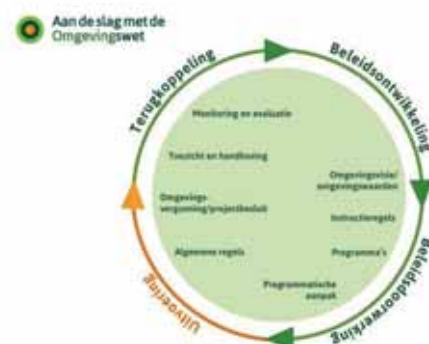 Aan de slag met de
Omgevingswet
Terugkoppeling
Beleidsontwikkeling
Monitoring en evaluatie
Toezicht en handhaving
Omgevingsvisie/
omgevingswaarden
Omgevings-
vergunning/projectbesluit
Instructieregels
Algemene regels
Programma's
Programmatische
aanpak
Uitvoering
Beleidsdoorwerking